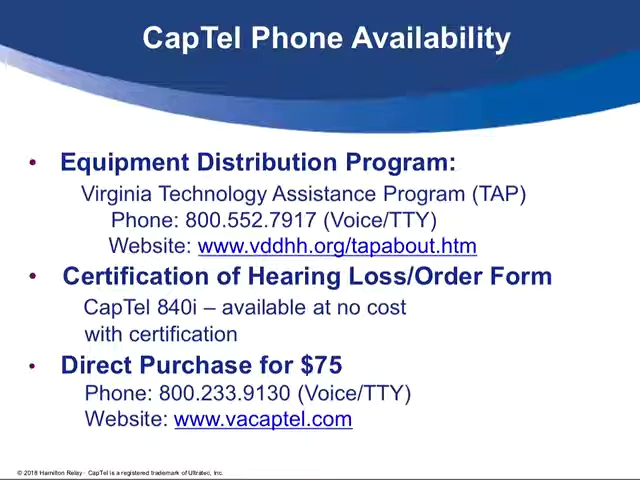 CapTel Phone Availability
• Equipment Distribution Program:
Virginia Technology Assistance Program (TAP)
Phone: 800.552.7917 (Voice/TTY)
Website: www.vddhh.org/tapabout.htm
• Certification of Hearing Loss/Order Form
CapTel 840i – available at no cost
with certification
• Direct Purchase for $75
Phone: 800.233.9130 (Voice/TTY)
Website: www.vacaptel.com
© 2016 Hamilton Relay · CapTel is a registered trademark of Ultratec, Inc.